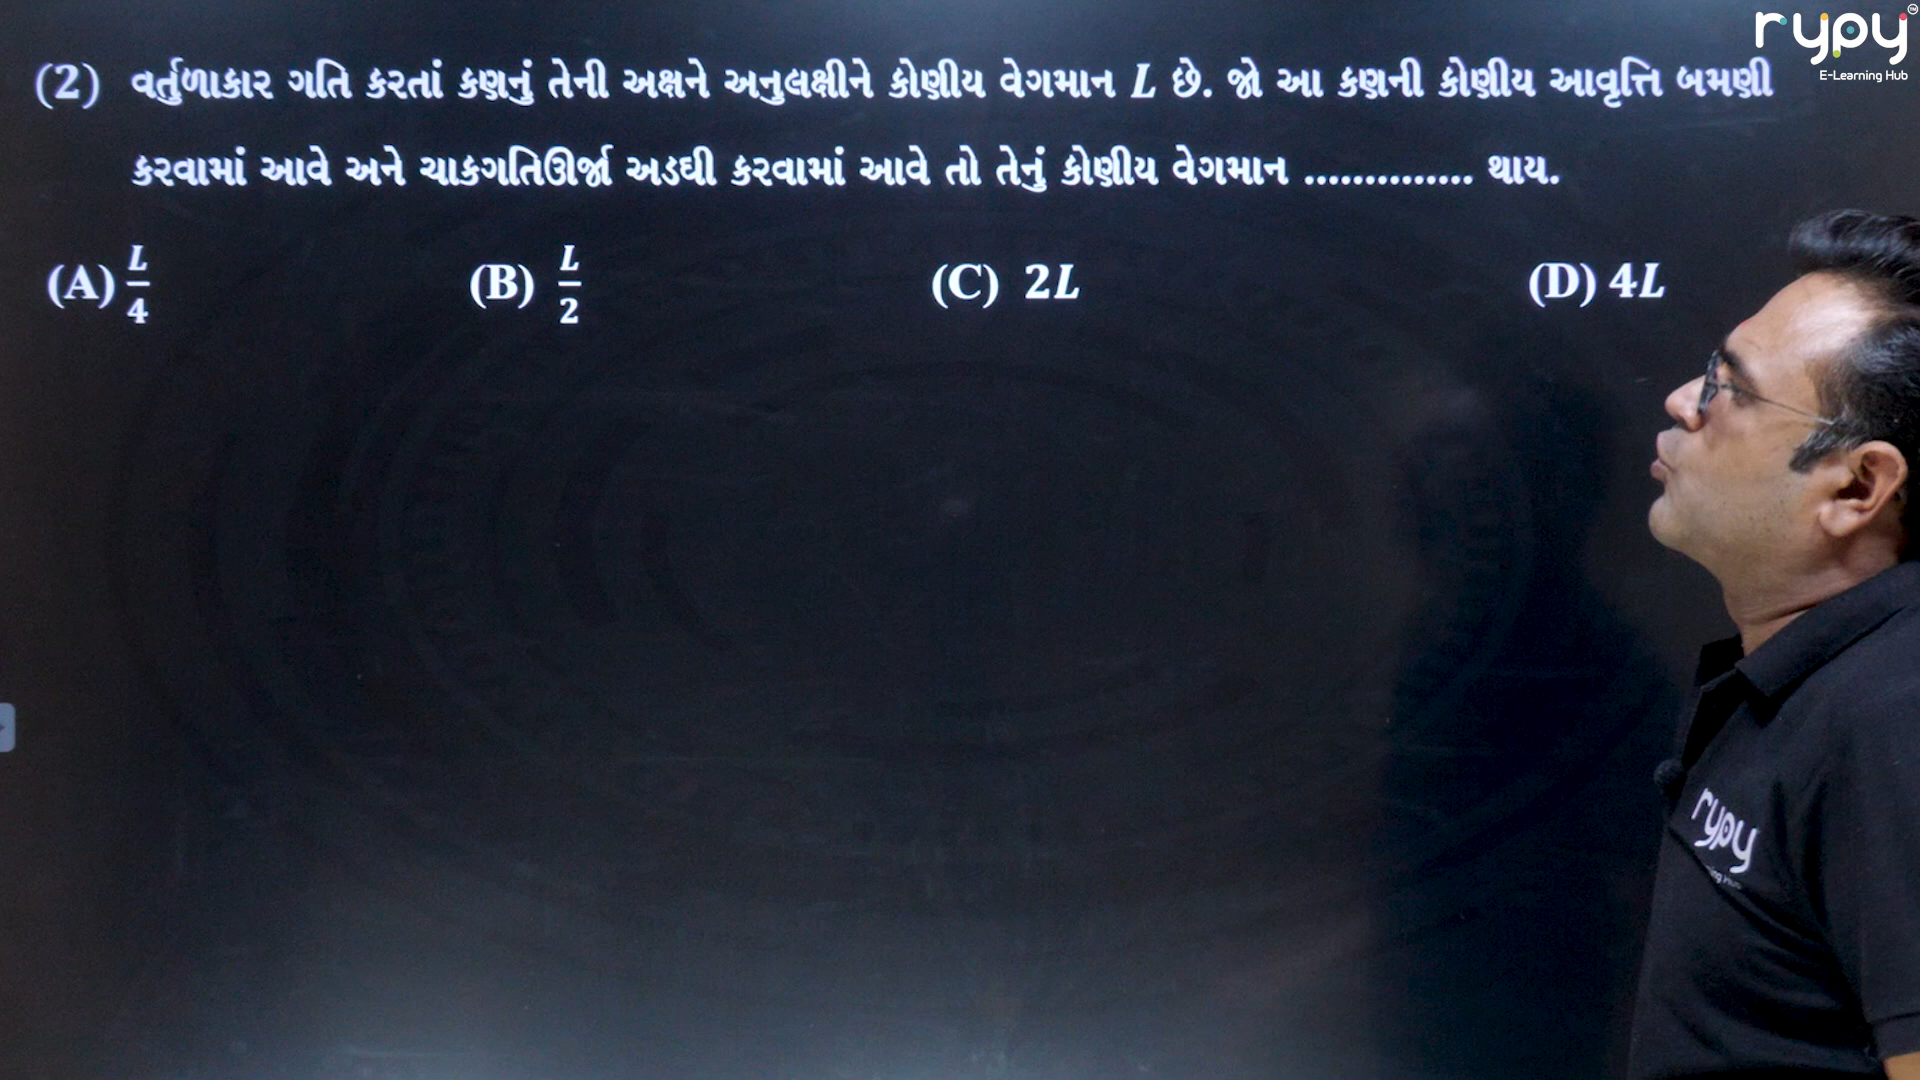 rypy™
E-Learning Hub
(2) વર્તુળાકાર ગતિ કરતાં કણનું તેની અક્ષને અનુલક્ષીને કોણીય વેગમાન L છે. જો આ કણની કોણીય આવૃત્તિ બમણી
કરવામાં આવે અને ચાકગતિઊર્જા અડધી કરવામાં આવે તો તેનું કોણીય વેગમાન .............. થાય.
(A) L/4 (B) L/2 (C) 2L (D) 4L
rypy